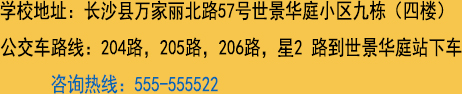 学校地址：长沙县万家丽北路57号世景华庭小区九栋（四楼）
公交车路线：204路，205路，206路，星2 路到世景华庭站下车
咨询热线：555-555522